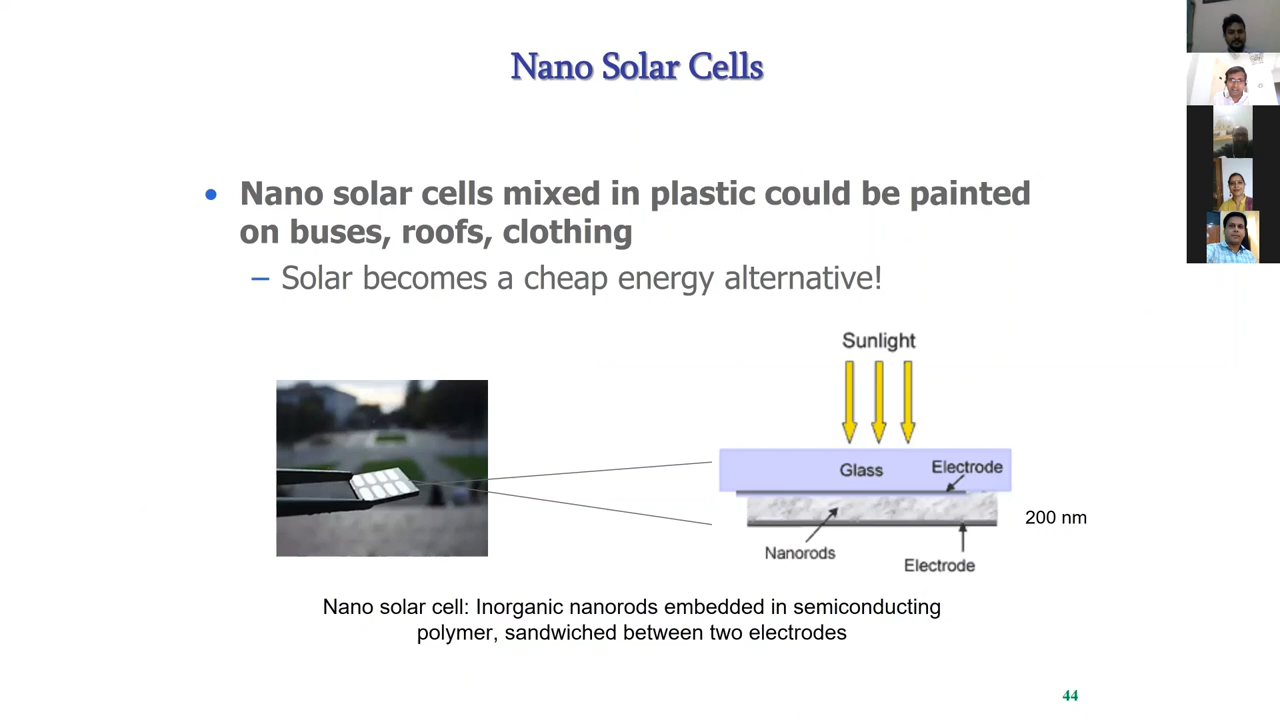 Nano Solar Cells
• Nano solar cells mixed in plastic could be painted
on buses, roofs, clothing
– Solar becomes a cheap energy alternative!
Sunlight
Glass
Electrode
200 nm
Nanorods
Electrode
Nano solar cell: Inorganic nanorods embedded in semiconducting
polymer, sandwiched between two electrodes
44